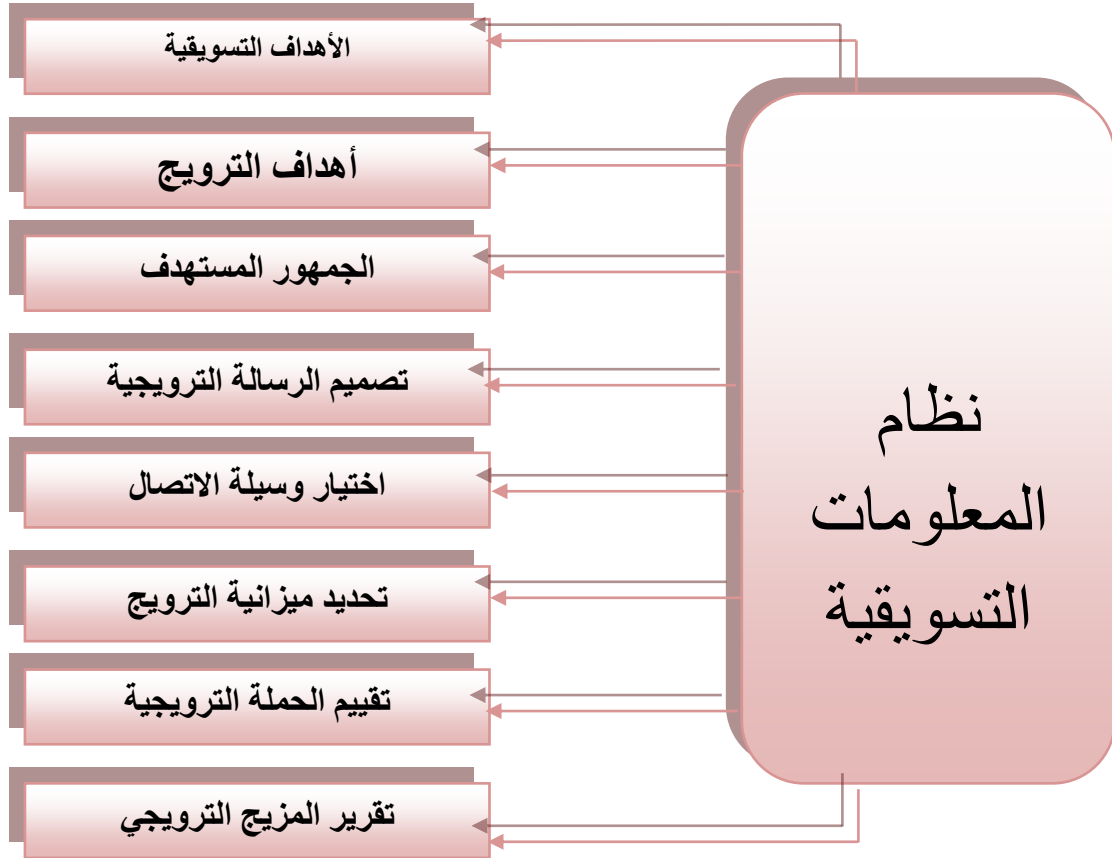 الأهداف التسويقية
أهداف الترويج
الجمهور المستهدف
تصميم الرسالة الترويجية
اختيار وسيلة الاتصال
تحديد ميزانية الترويج
تقييم الحملة الترويجية
تقرير المزيج الترويجي
نظام
المعلومات
التسويقية